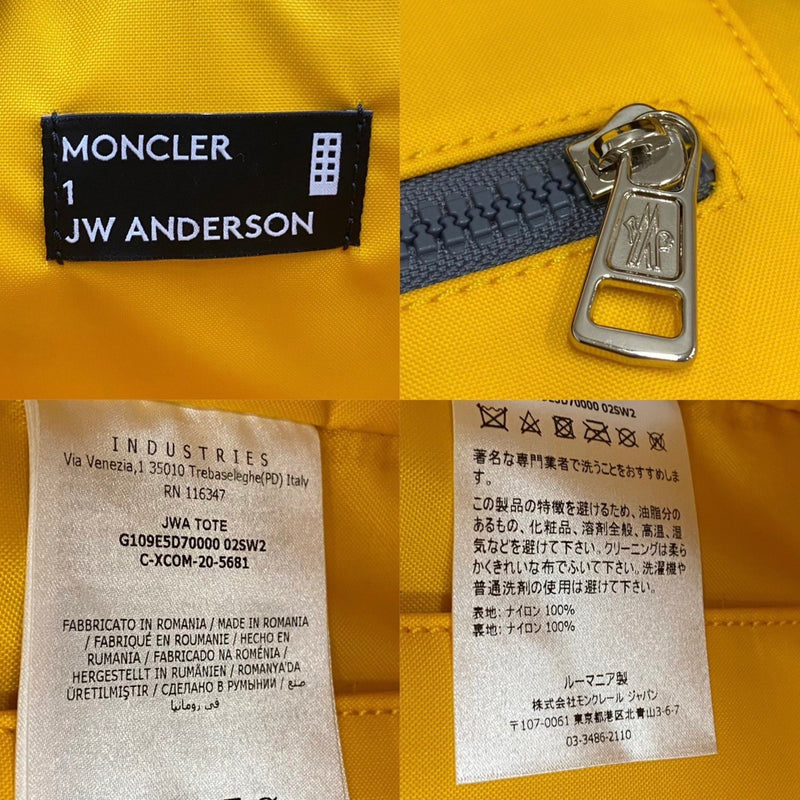 MONCLER
1
JW ANDERSON
INDUSTRIES
Via Venezia,1 35010 Trebaseleghe(PD) Italy
RN 116347
JWA TOTE
G109E5D70000 02SW2
C-XCOM-20-5681
FABBRICATO IN ROMANIA / MADE IN ROMANIA
/ FABRIQUÉ EN ROUMANIE / HECHO EN
RUMANIA / FABRICADO NA ROMÉNIA /
HERGESTELLT IN RUMÄNIEN / ROMANYA'DA
ÜRETILMIŞTIR / СДЕЛАНО В РУМЫНИИ / صنع
في رومانيا
G109E5D70000 02SW2
著名な専門業者で洗うことをおすすめしま
す。
この製品の特徴を避けるため、油脂分の
あるもの、化粧品、溶剤全般、高温、湿
気などを避けて下さい。クリーニングは柔ら
かくきれいな布でふいて下さい。洗濯機や
普通洗剤の使用は避けて下さい。
表地: ナイロン 100%
裏地: ナイロン 100%
ルーマニア製
株式会社モンクレール ジャパン
〒107-0061 東京都港区北青山3-6-7
03-3486-2110